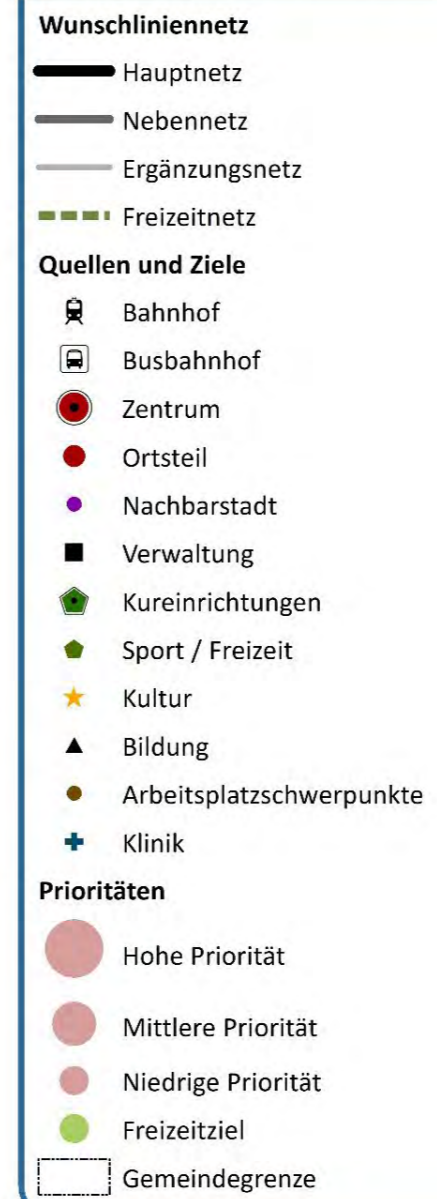 Wunschliniennetz
Hauptnetz
Nebennetz
Ergänzungsnetz
Freizeitnetz
Quellen und Ziele
Bahnhof
Busbahnhof
Zentrum
Ortsteil
Nachbarstadt
Verwaltung
Kureinrichtungen
Sport / Freizeit
Kultur
Bildung
Arbeitsplatzschwerpunkte
Klinik
Prioritäten
Hohe Priorität
Mittlere Priorität
Niedrige Priorität
Freizeitziel
Gemeindegrenze